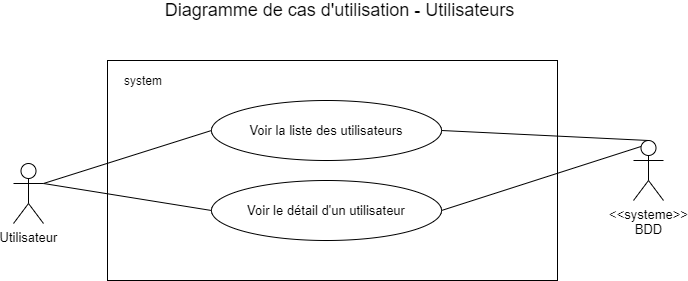 Diagramme de cas d'utilisation - Utilisateurs
system
Voir la liste des utilisateurs
Voir le détail d'un utilisateur
Utilisateur
<<systeme>>
BDD